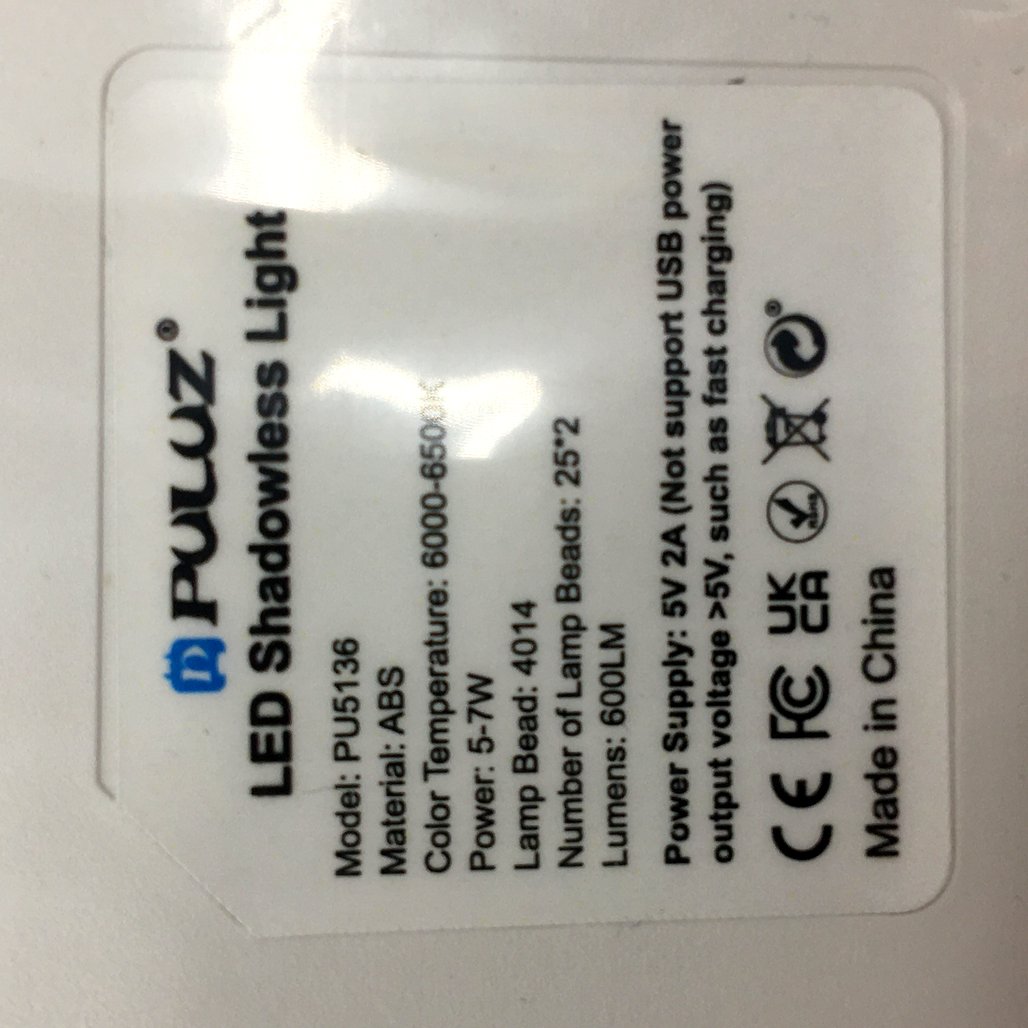 PULUZ®
LED Shadowless Light
Model: PU5136
Material: ABS
Color Temperature: 6000-6500K
Power: 5-7W
Lamp Bead: 4014
Number of Lamp Beads: 25*2
Lumens: 600LM
Power Supply: 5V 2A (Not support USB power
output voltage >5V, such as fast charging)
CE FC UK
CA
Made in China